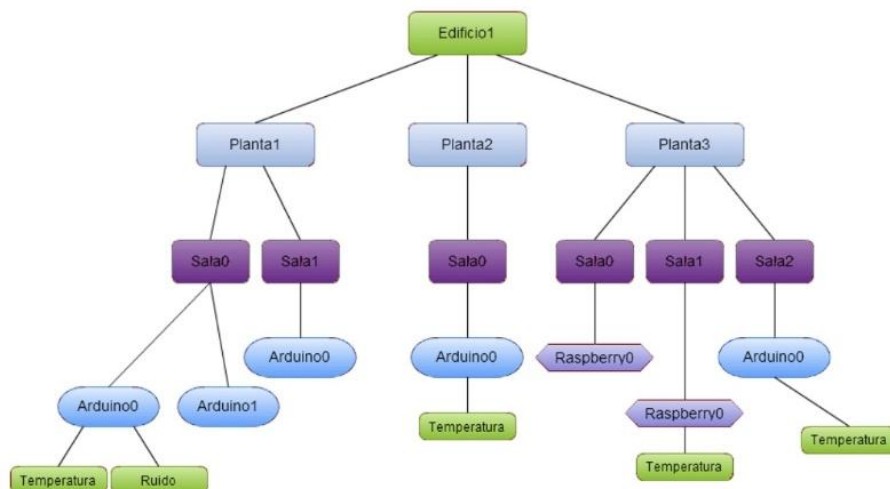 Edificio1
Planta1
Planta2
Planta3
Sala0
Sala1
Sala0
Sala0
Sala1
Sala2
Arduino0
Arduino0
Raspberry0
Arduino0
Arduino0
Arduino1
Raspberry0
Temperatura
Temperatura
Temperatura
Temperatura
Ruido